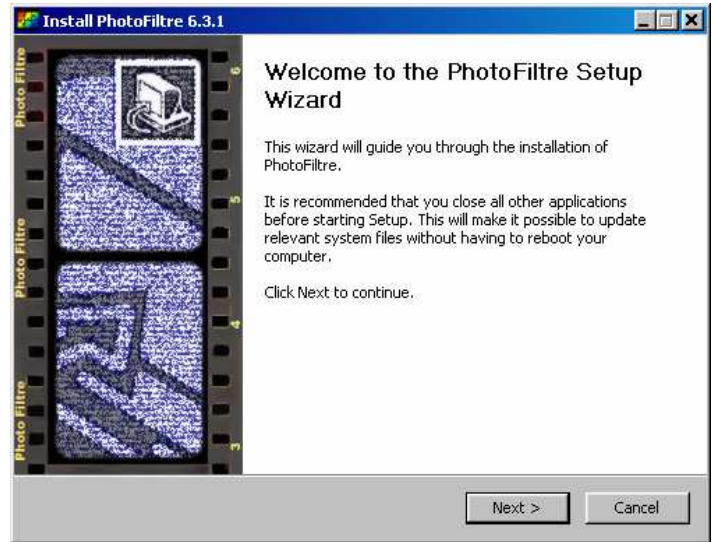 Install PhotoFiltre 6.3.1
Photo Filtre
Photo Filtre
Photo Filtre
6
5
4
3
Welcome to the PhotoFiltre Setup
Wizard
This wizard will guide you through the installation of
PhotoFiltre.
It is recommended that you close all other applications
before starting Setup. This will make it possible to update
relevant system files without having to reboot your
computer.
Click Next to continue.
Next >
Cancel